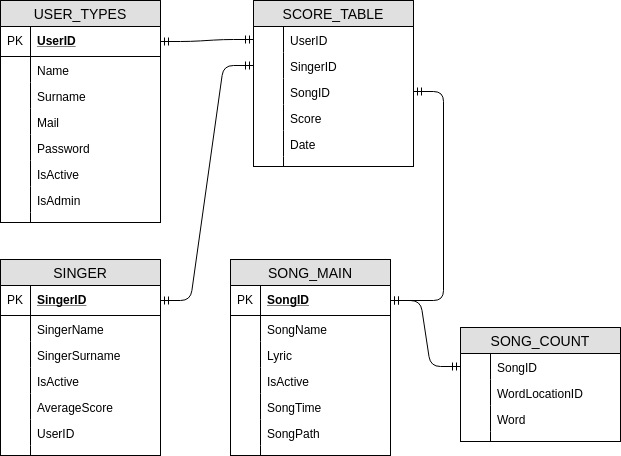 USER_TYPES
PK UserID
Name
Surname
Mail
Password
IsActive
IsAdmin
SCORE_TABLE
UserID
SingerID
SongID
Score
Date
SINGER
PK SingerID
SingerName
SingerSurname
IsActive
AverageScore
UserID
SONG_MAIN
PK SongID
SongName
Lyric
IsActive
SongTime
SongPath
SONG_COUNT
SongID
WordLocationID
Word